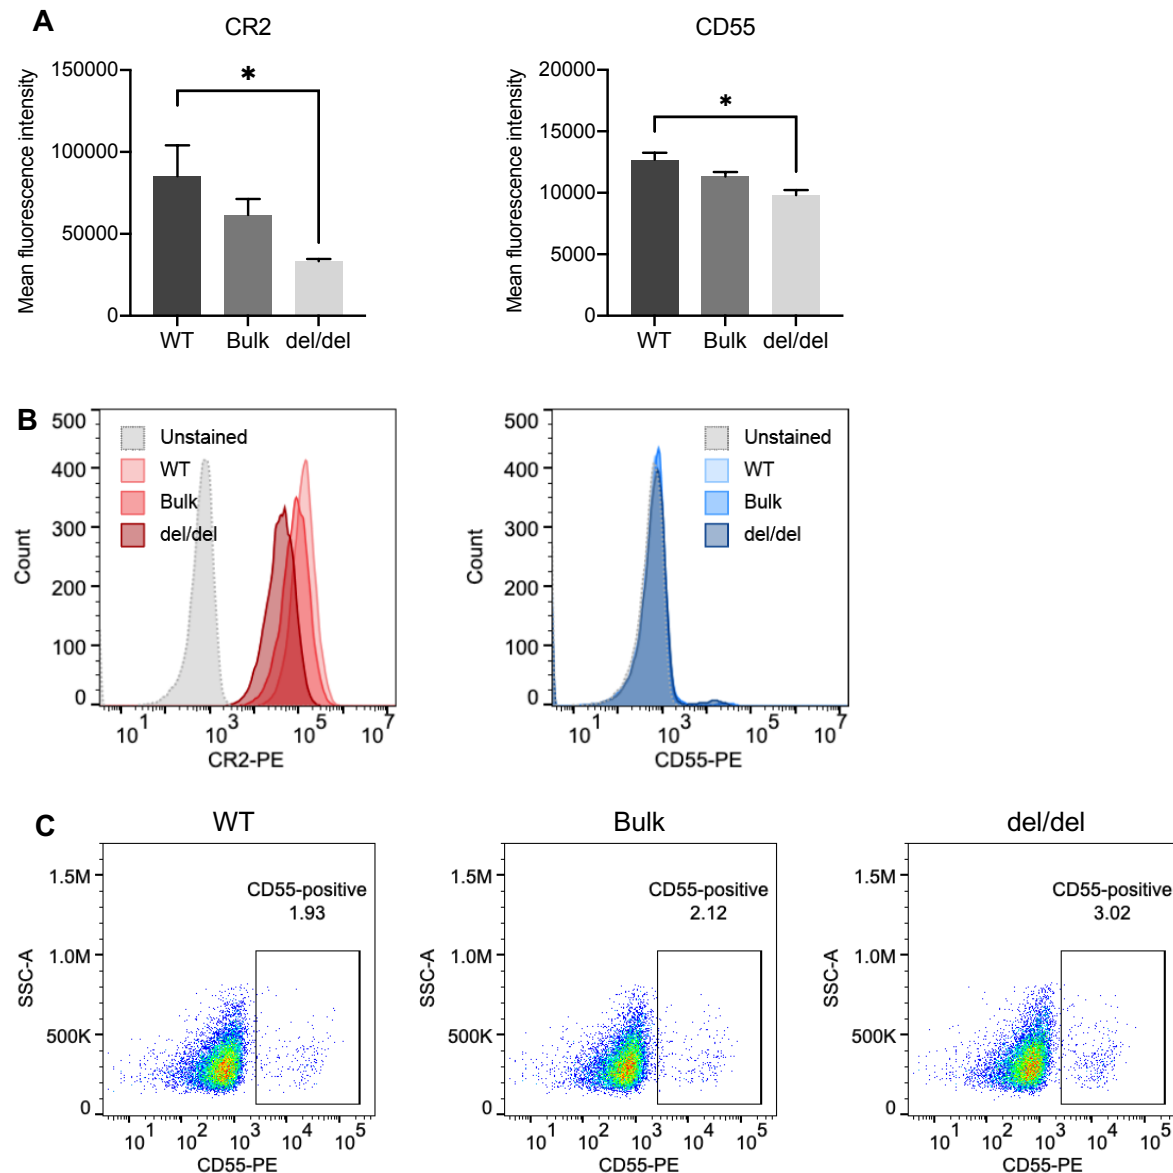 A
CR2
CD55
Mean fluorescence intensity
150000
100000
50000
0
*
WT
Bulk
del/del
Mean fluorescence intensity
20000
15000
10000
5000
0
*
WT
Bulk
del/del
B
Count
500
400
300
200
100
0
Unstained
WT
Bulk
del/del
10^1
10^3
10^5
10^7
CR2-PE
Count
500
400
300
200
100
0
Unstained
WT
Bulk
del/del
10^1
10^3
10^5
10^7
CD55-PE
C
WT
SSC-A
1.5M
1.0M
500K
0
CD55-positive
1.93
10^1
10^2
10^3
10^4
10^5
CD55-PE
Bulk
SSC-A
1.5M
1.0M
500K
0
CD55-positive
2.12
10^1
10^2
10^3
10^4
10^5
CD55-PE
del/del
SSC-A
1.5M
1.0M
500K
0
CD55-positive
3.02
10^1
10^2
10^3
10^4
10^5
CD55-PE